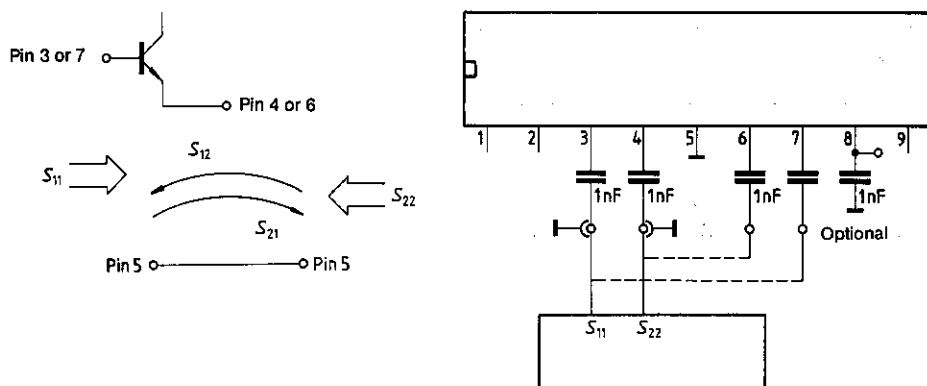 Pin 3 or 7
Pin 4 or 6
S12
S11
S22
S21
Pin 5
Pin 5
1 2 3 4 5 6 7 8 9
1nF 1nF 1nF 1nF
Optional
S11 S22